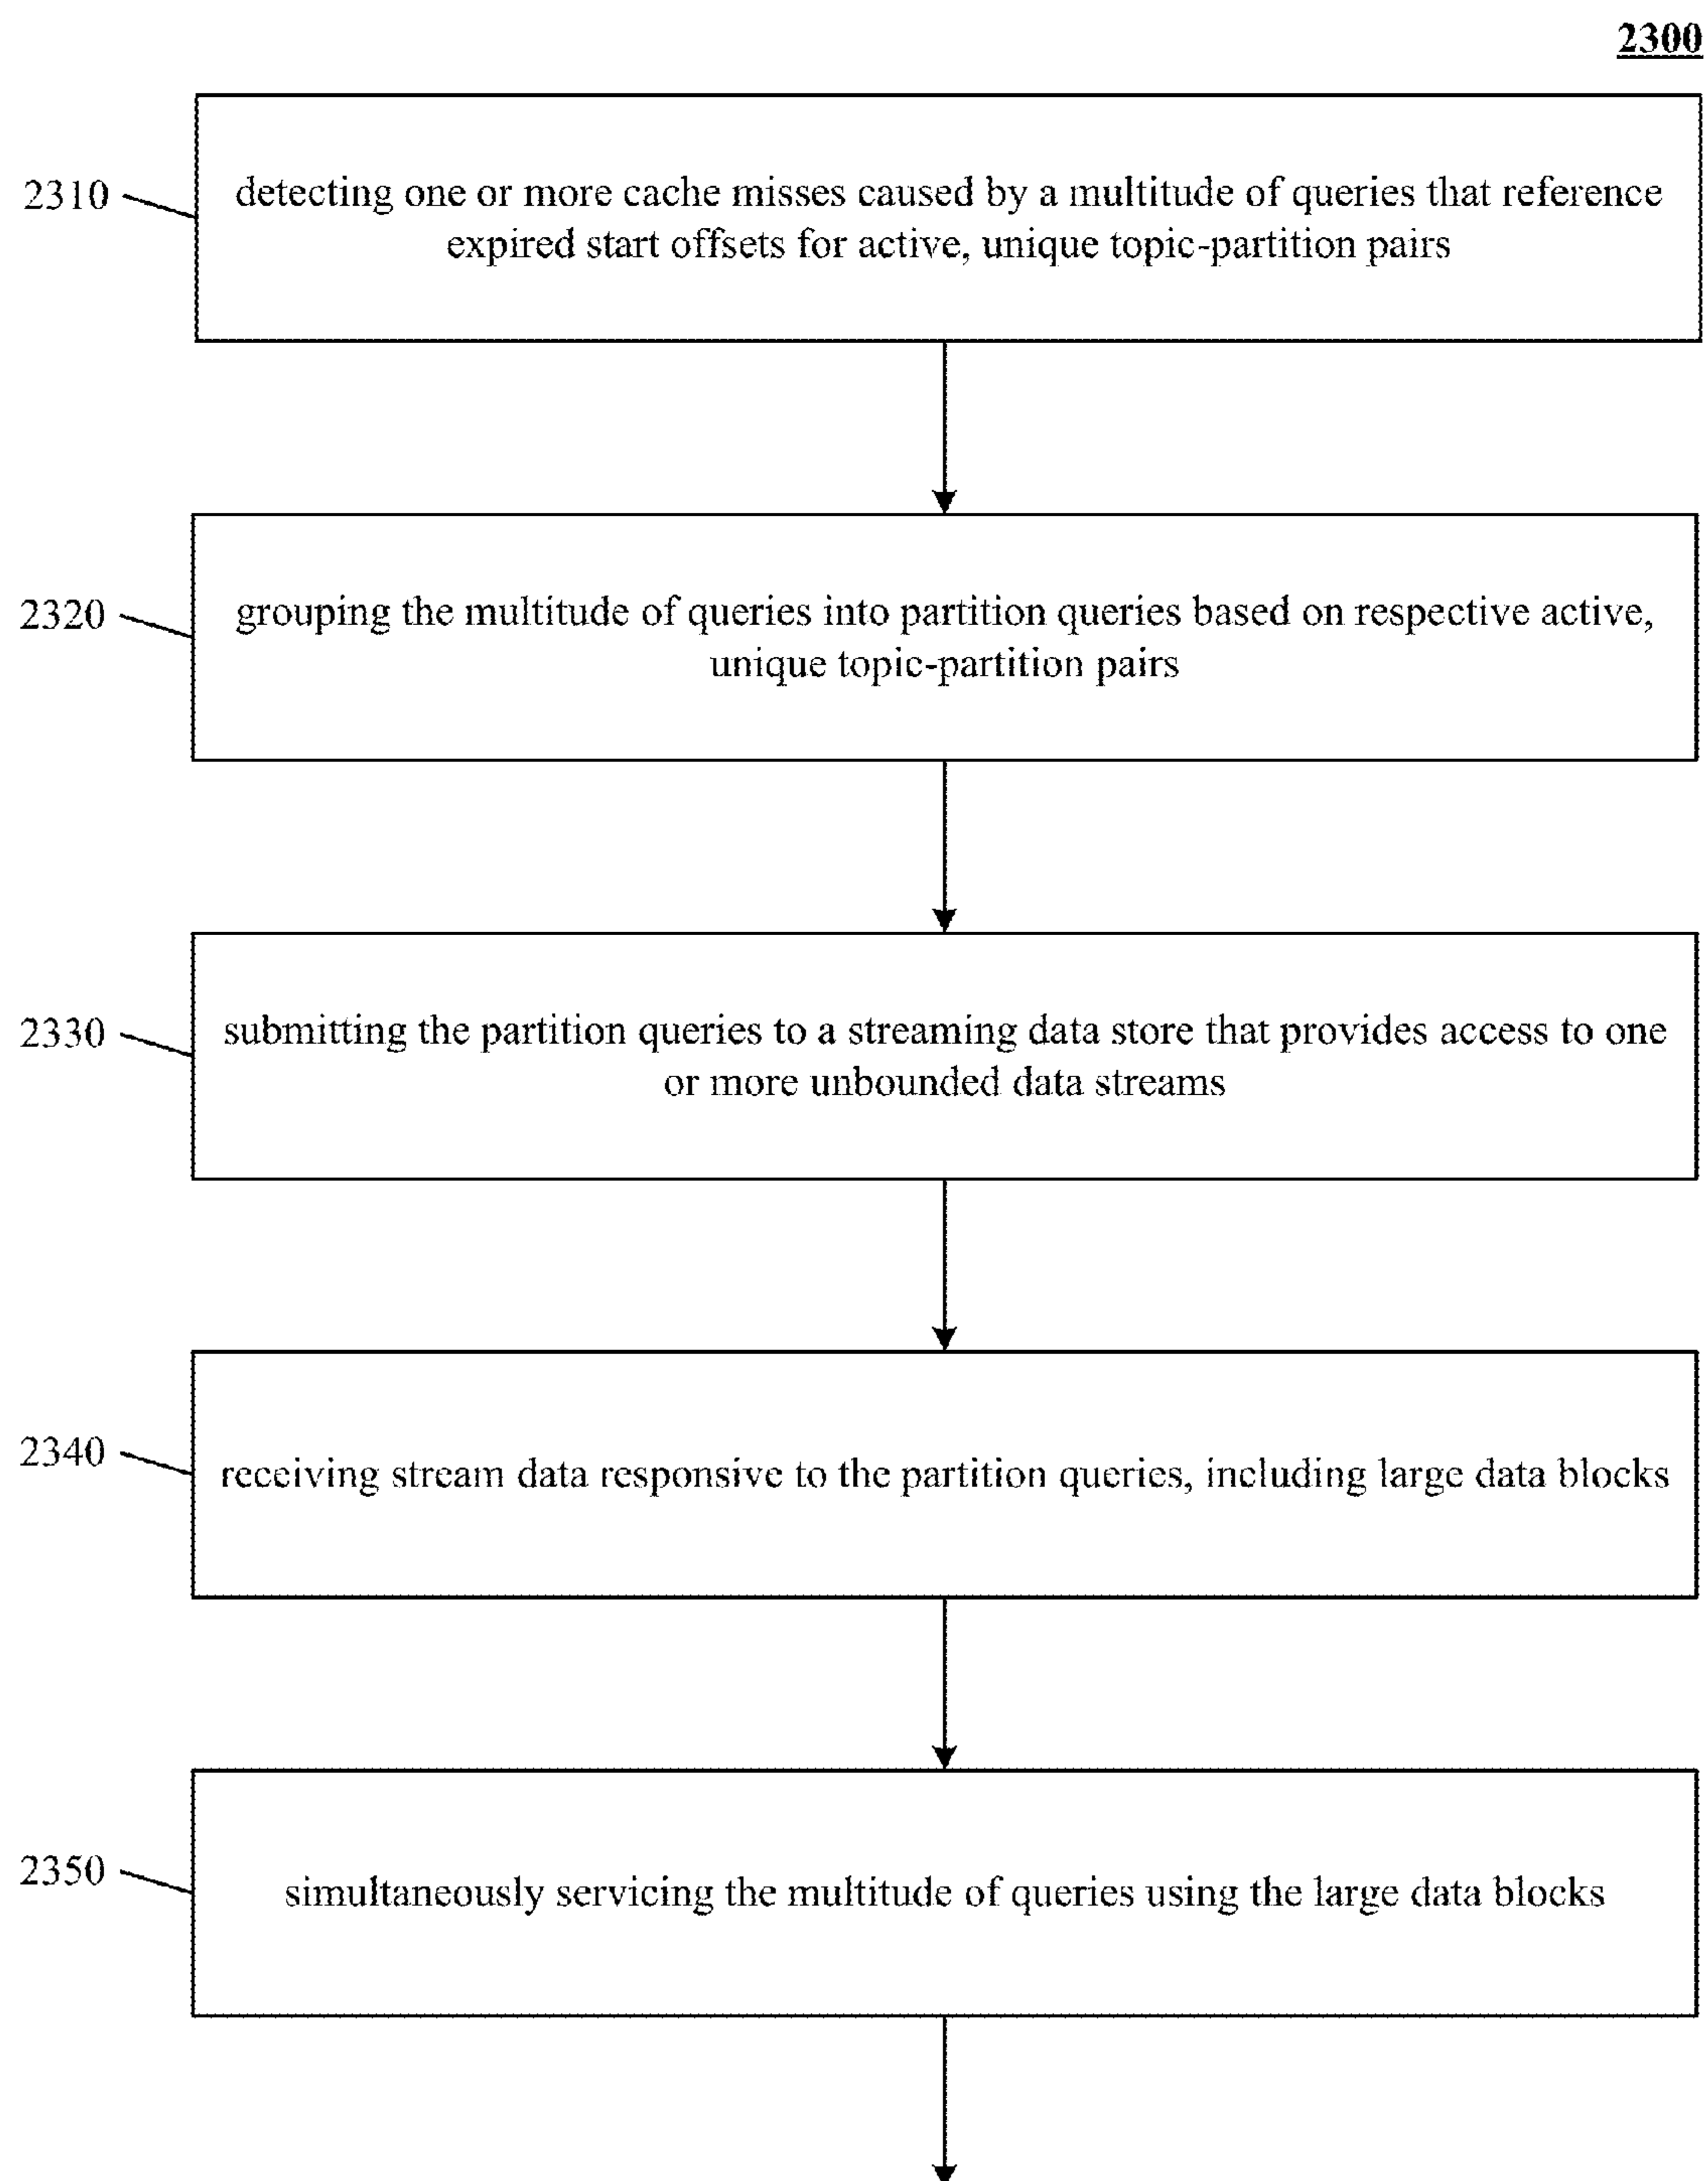 2300
2310
detecting one or more cache misses caused by a multitude of queries that reference
expired start offsets for active, unique topic-partition pairs
2320
grouping the multitude of queries into partition queries based on respective active,
unique topic-partition pairs
2330
submitting the partition queries to a streaming data store that provides access to one
or more unbounded data streams
2340
receiving stream data responsive to the partition queries, including large data blocks
2350
simultaneously servicing the multitude of queries using the large data blocks